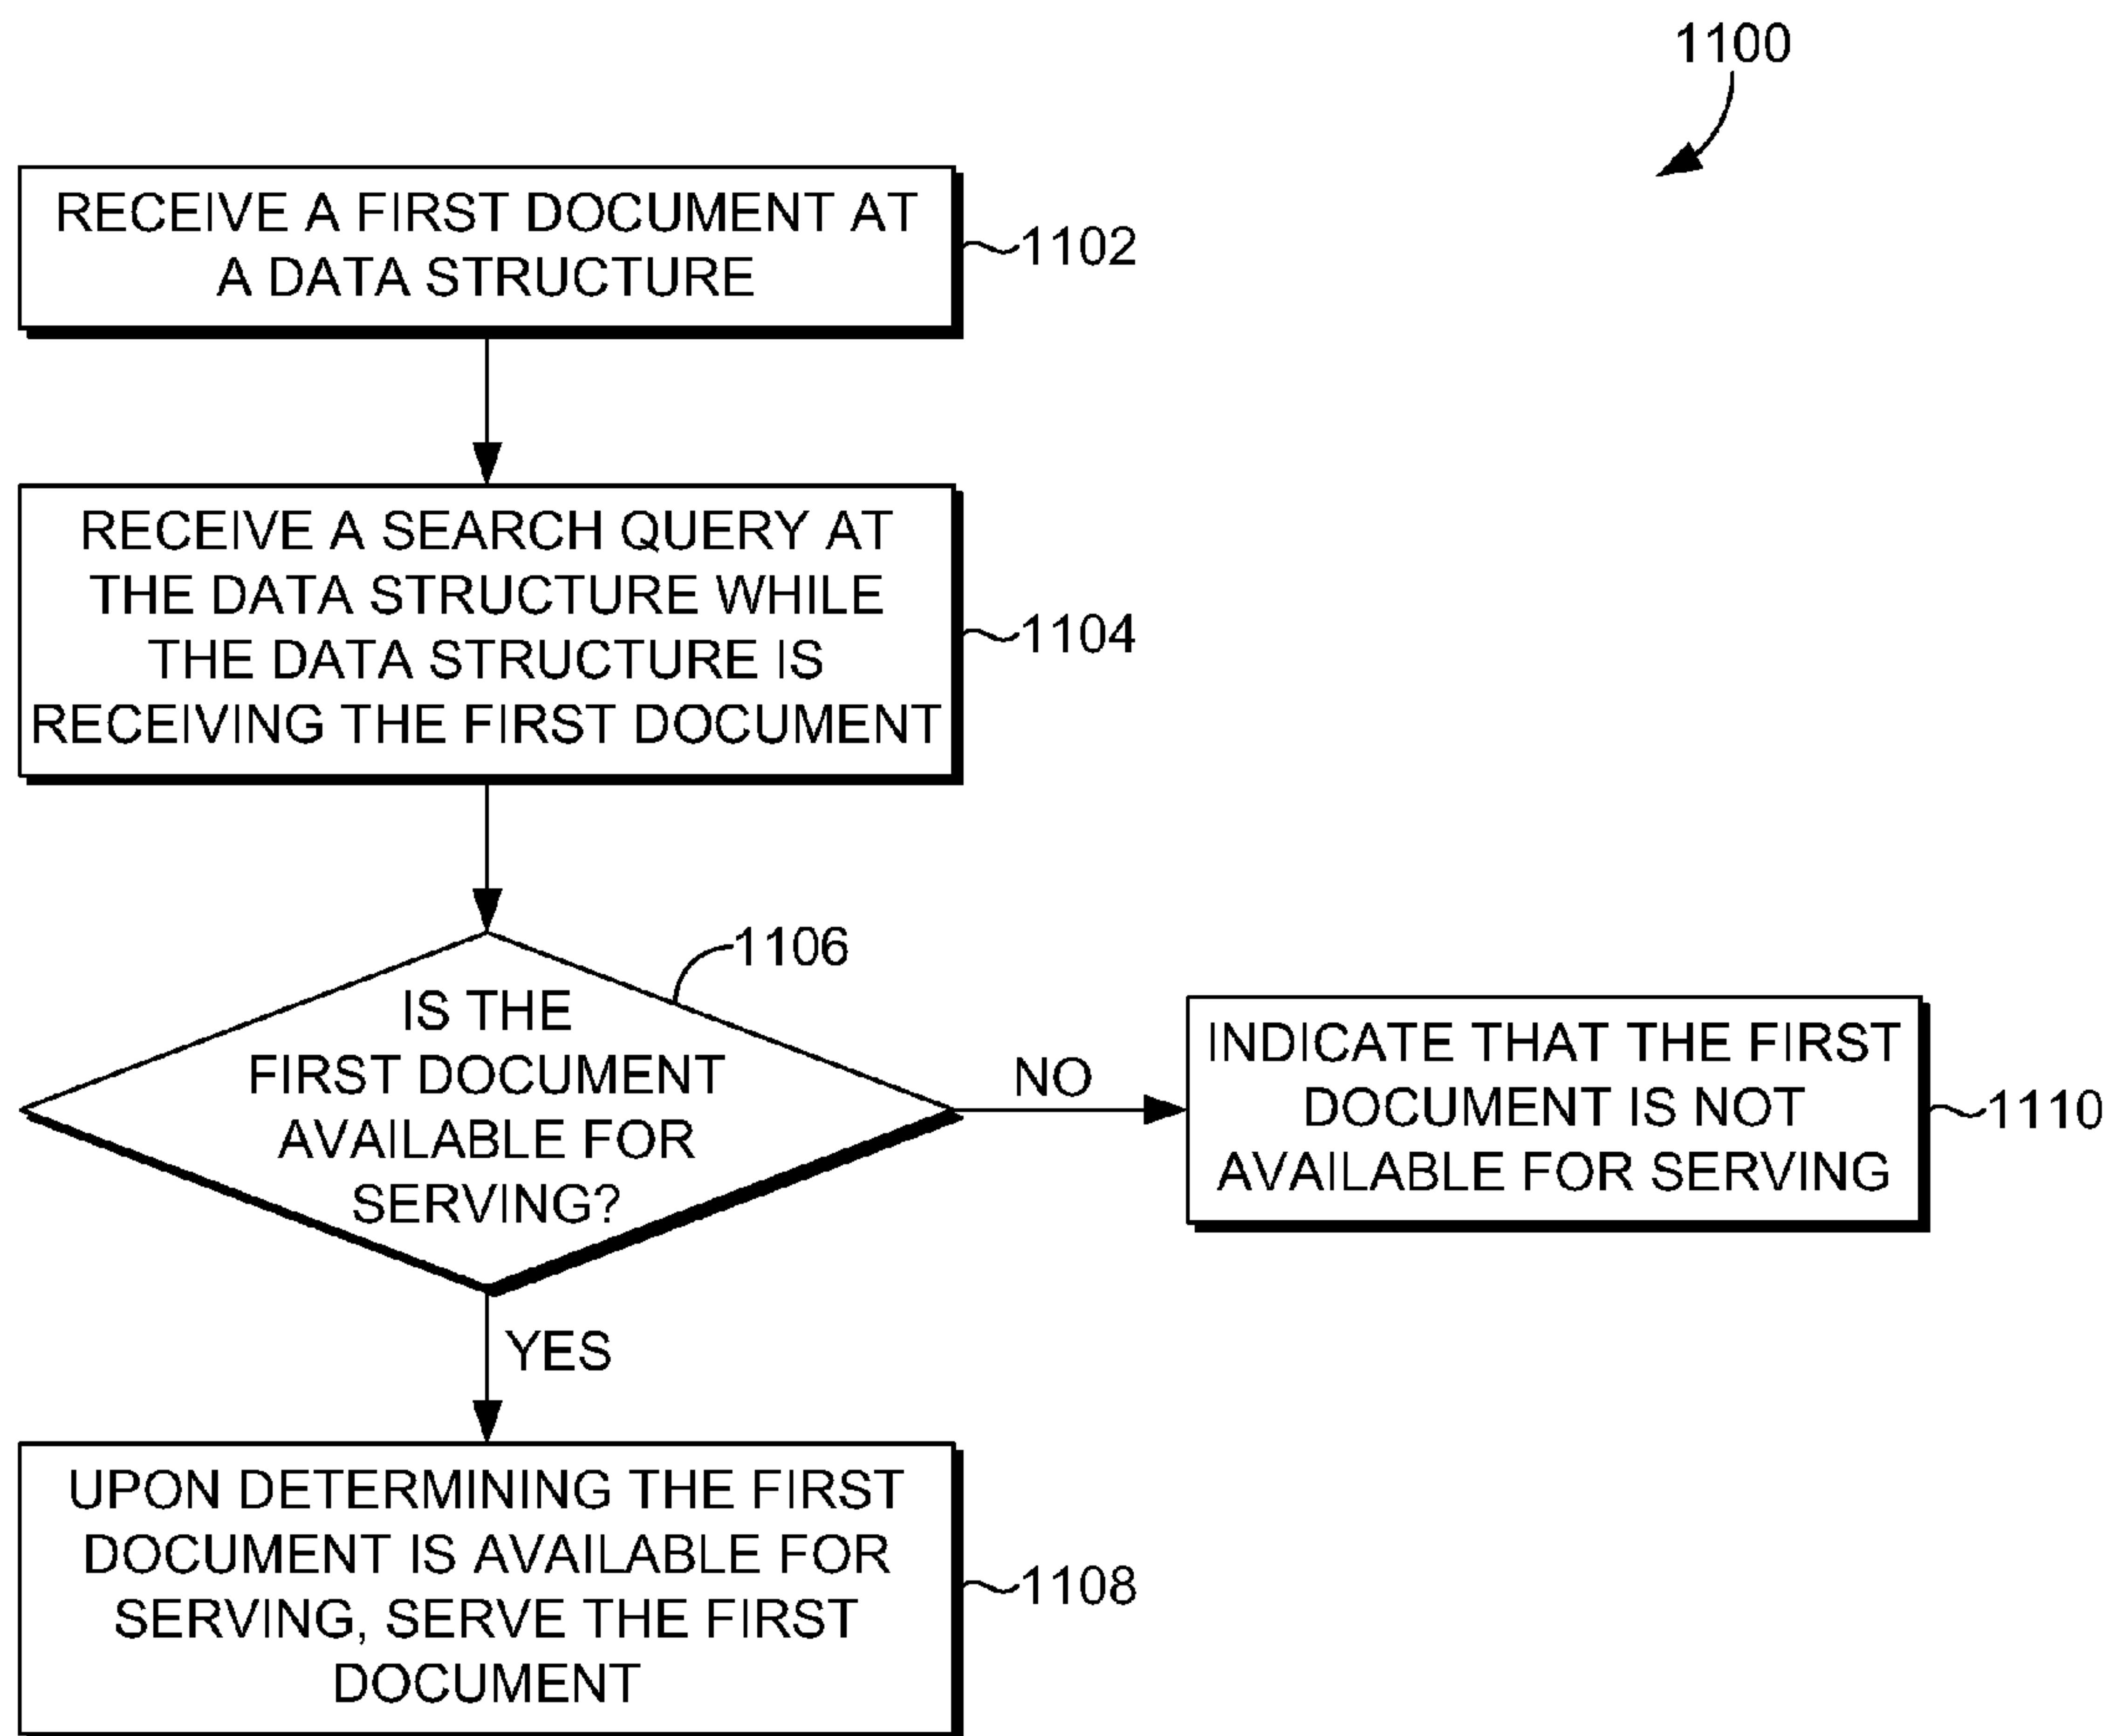 1100
RECEIVE A FIRST DOCUMENT AT
A DATA STRUCTURE
1102
RECEIVE A SEARCH QUERY AT
THE DATA STRUCTURE WHILE
THE DATA STRUCTURE IS
RECEIVING THE FIRST DOCUMENT
1104
1106
IS THE
FIRST DOCUMENT
AVAILABLE FOR
SERVING?
NO
INDICATE THAT THE FIRST
DOCUMENT IS NOT
AVAILABLE FOR SERVING
1110
YES
UPON DETERMINING THE FIRST
DOCUMENT IS AVAILABLE FOR
SERVING, SERVE THE FIRST
DOCUMENT
1108